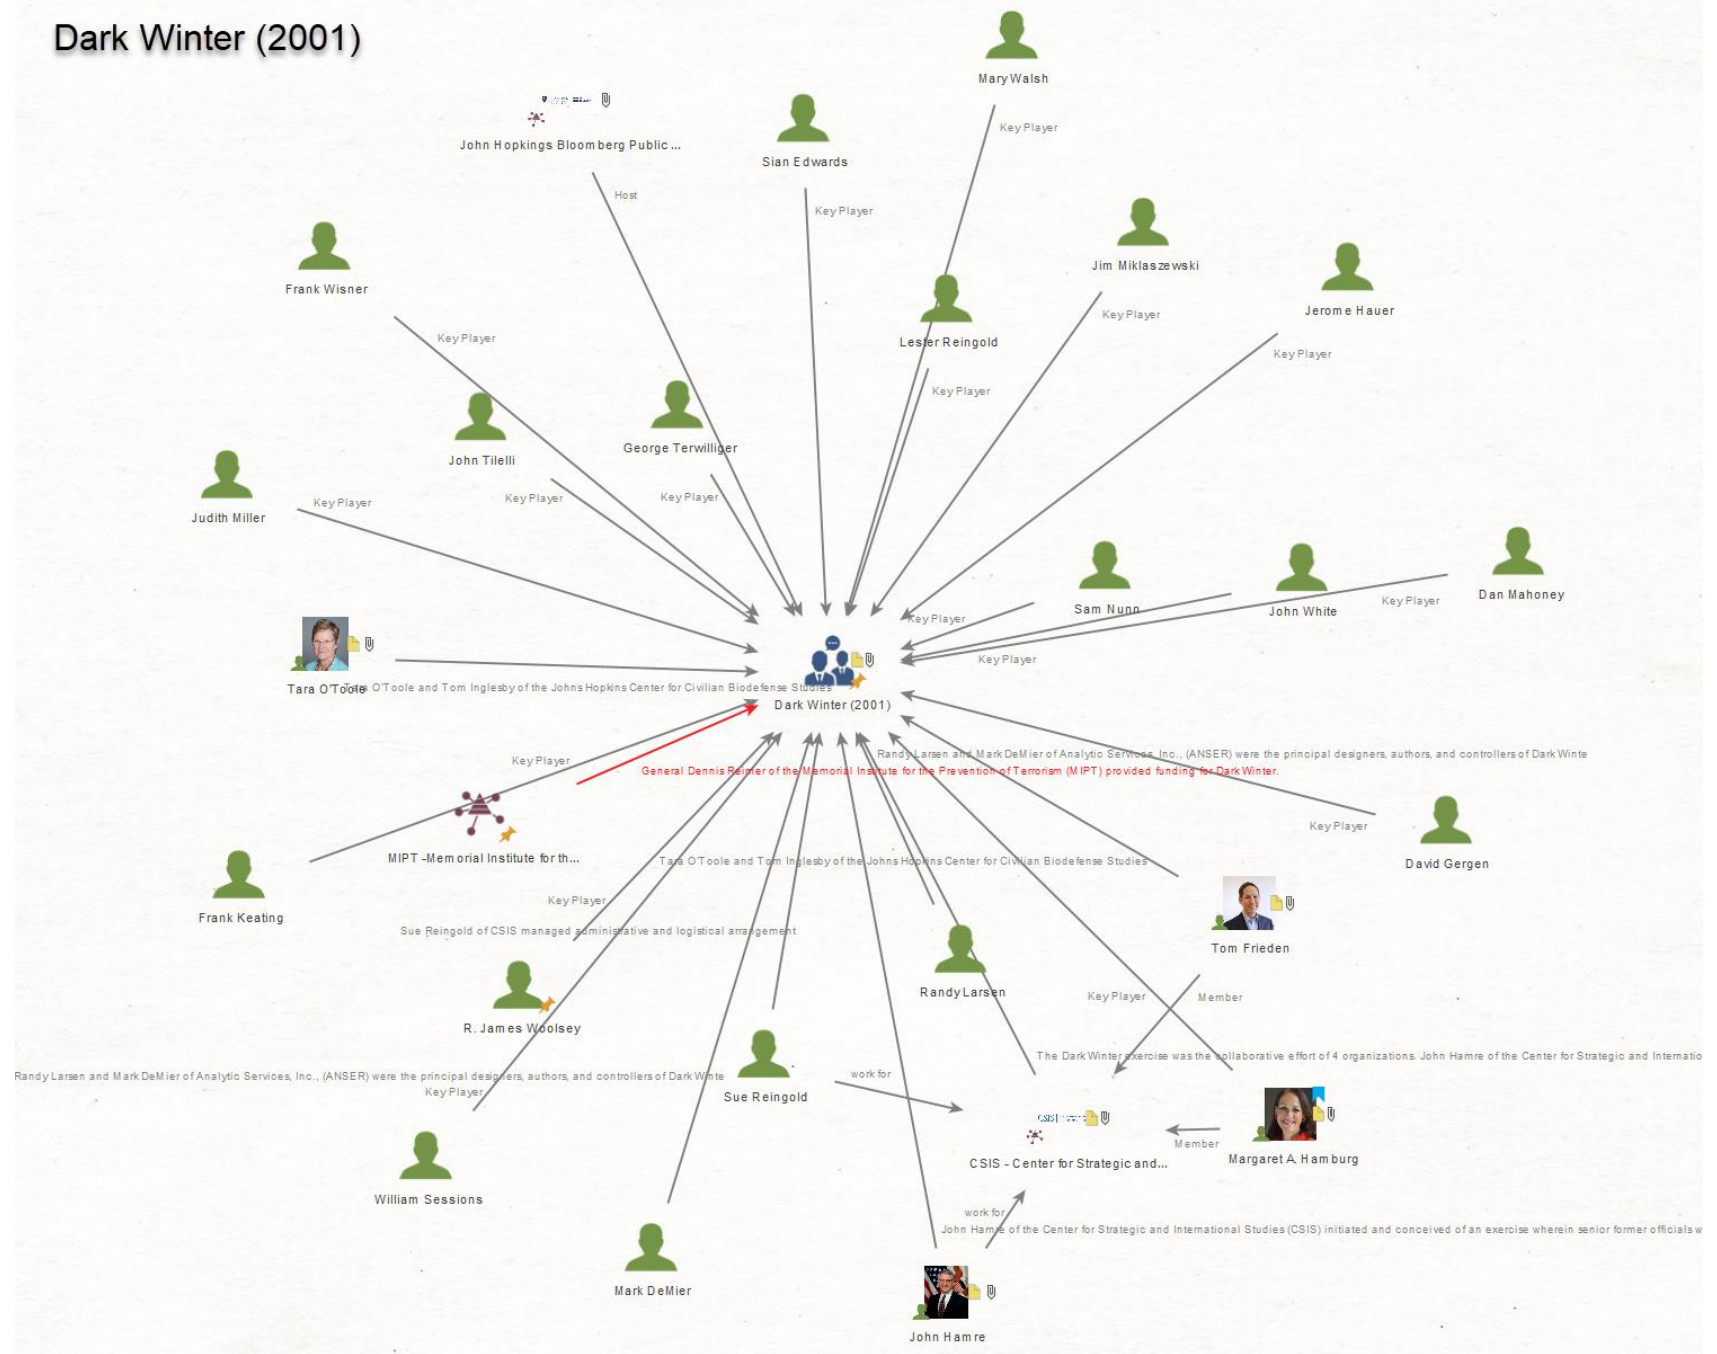 Dark Winter (2001)
Mary Walsh
Key Player
John Hopkings Bloomberg Public ...
Host
Sian Edwards
Key Player
Jim Miklaszewski
Key Player
Frank Wisner
Key Player
Jerome Hauer
Key Player
Lester Reingold
Key Player
George Terwilliger
Key Player
John Tilelli
Key Player
Judith Miller
Key Player
Sam Nunn
Key Player
John White
Key Player
Dan Mahoney
Key Player
Tara O'Toole
Tara O'Toole and Tom Inglesby of the Johns Hopkins Center for Civilian Biodefense Studies
Dark Winter (2001)
Randy Larsen and Mark DeMier of Analytic Services, Inc., (ANSER) were the principal designers, authors, and controllers of Dark Winte
General Dennis Reimer of the Memorial Institute for the Prevention of Terrorism (MIPT) provided funding for Dark Winter.
Key Player
MIPT -Memorial Institute for th...
Key Player
David Gergen
Tara O'Toole and Tom Inglesby of the Johns Hopkins Center for Civilian Biodefense Studies
Frank Keating
Key Player
Sue Reingold of CSIS managed administrative and logistical arrangement
Tom Frieden
Randy Larsen
Key Player
Member
R. James Woolsey
The Dark Winter exercise was the collaborative effort of 4 organizations. John Hamre of the Center for Strategic and Internatio
Randy Larsen and Mark DeMier of Analytic Services, Inc., (ANSER) were the principal designers, authors, and controllers of Dark Winte
Key Player
work for
Sue Reingold
CSIS
CSIS - Center for Strategic and...
Member
Margaret A. Hamburg
William Sessions
work for
John Hamre of the Center for Strategic and International Studies (CSIS) initiated and conceived of an exercise wherein senior former officials w
Mark DeMier
John Hamre